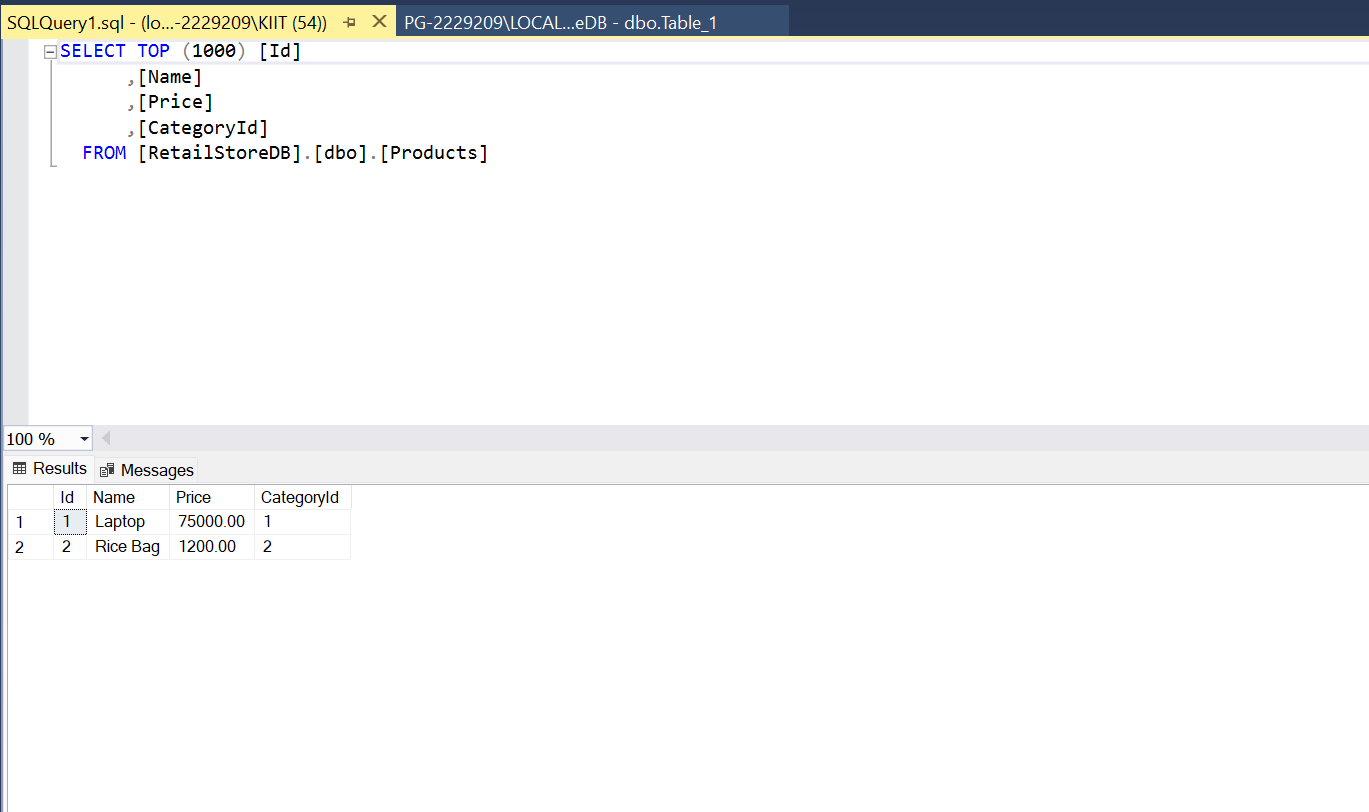 SQLQuery1.sql - (lo...-2229209\KIIT (54)) PG-2229209\LOCAL...eDB - dbo.Table_1
SELECT TOP (1000) [Id]
,[Name]
,[Price]
,[CategoryId]
FROM [RetailStoreDB].[dbo].[Products]
100 %
Results Messages
Id Name Price CategoryId
1 1 Laptop 75000.00 1
2 2 Rice Bag 1200.00 2